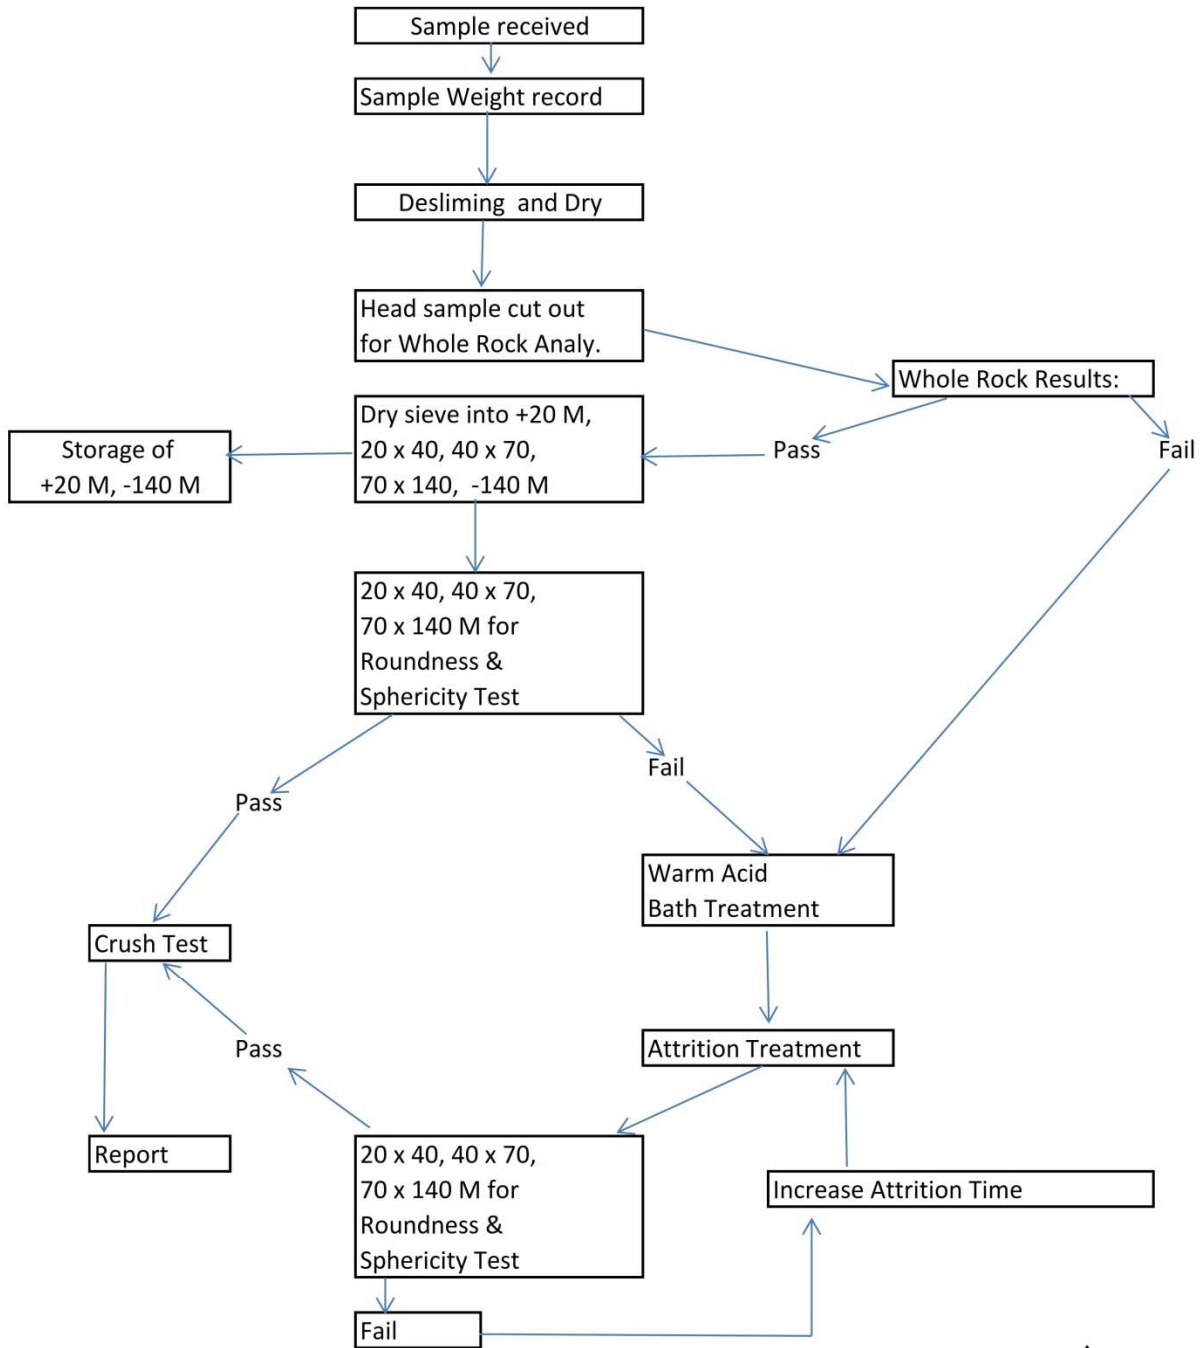 Sample received
Sample Weight record
Desliming and Dry
Head sample cut out
for Whole Rock Analy.
Whole Rock Results:
Dry sieve into +20 M,
20 x 40, 40 x 70,
70 x 140, -140 M
Storage of
+20 M, -140 M
Pass
Fail
20 x 40, 40 x 70,
70 x 140 M for
Roundness &
Sphericity Test
Fail
Pass
Warm Acid
Bath Treatment
Crush Test
Attrition Treatment
Pass
Report
20 x 40, 40 x 70,
70 x 140 M for
Roundness &
Sphericity Test
Increase Attrition Time
Fail